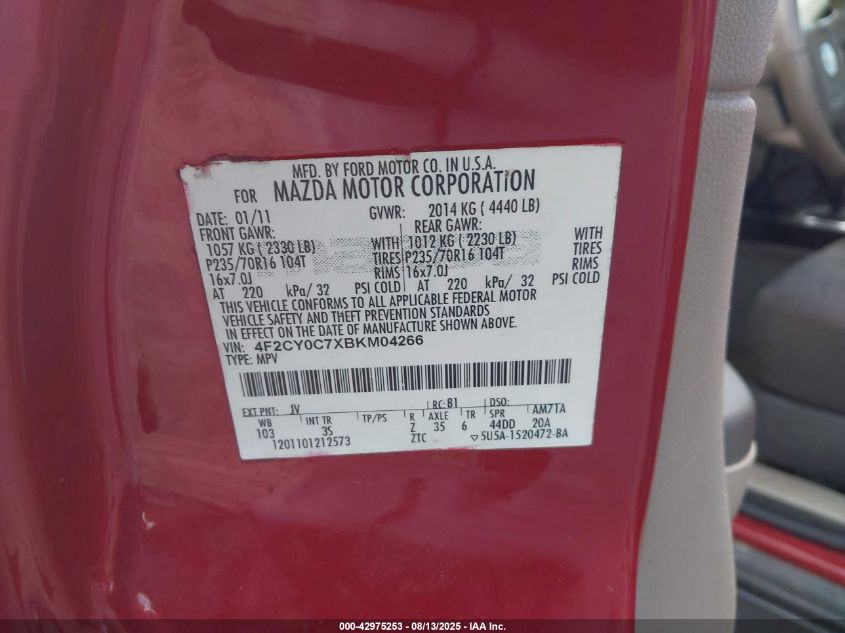 MFD. BY FORD MOTOR CO. IN U.S.A.
FOR MAZDA MOTOR CORPORATION
DATE: 01/11 GVWR: 2014 KG ( 4440 LB)
FRONT GAWR: REAR GAWR:
1057 KG ( 2330 LB) WITH 1012 KG ( 2230 LB) WITH
P235/70R16 104T TIRES P235/70R16 104T TIRES
16x7.0J RIMS 16x7.0J RIMS
AT 220 kPa/ 32 PSI COLD AT 220 kPa/ 32 PSI COLD
THIS VEHICLE CONFORMS TO ALL APPLICABLE FEDERAL MOTOR
VEHICLE SAFETY AND THEFT PREVENTION STANDARDS
IN EFFECT ON THE DATE OF MANUFACTURE SHOWN ABOVE.
VIN: 4F2CY0C7XBKM04266
TYPE: MPV
EXT PNT: JV RC: B1 DSO:
WB INT TR TP/PS R AXLE TR SPR AM71A
103 3S Z 35 6 44DD 20A
1201101212573 ZTC ▽5U5A-1520472-BA
000-42975253 - 08/13/2025 - IAA Inc.